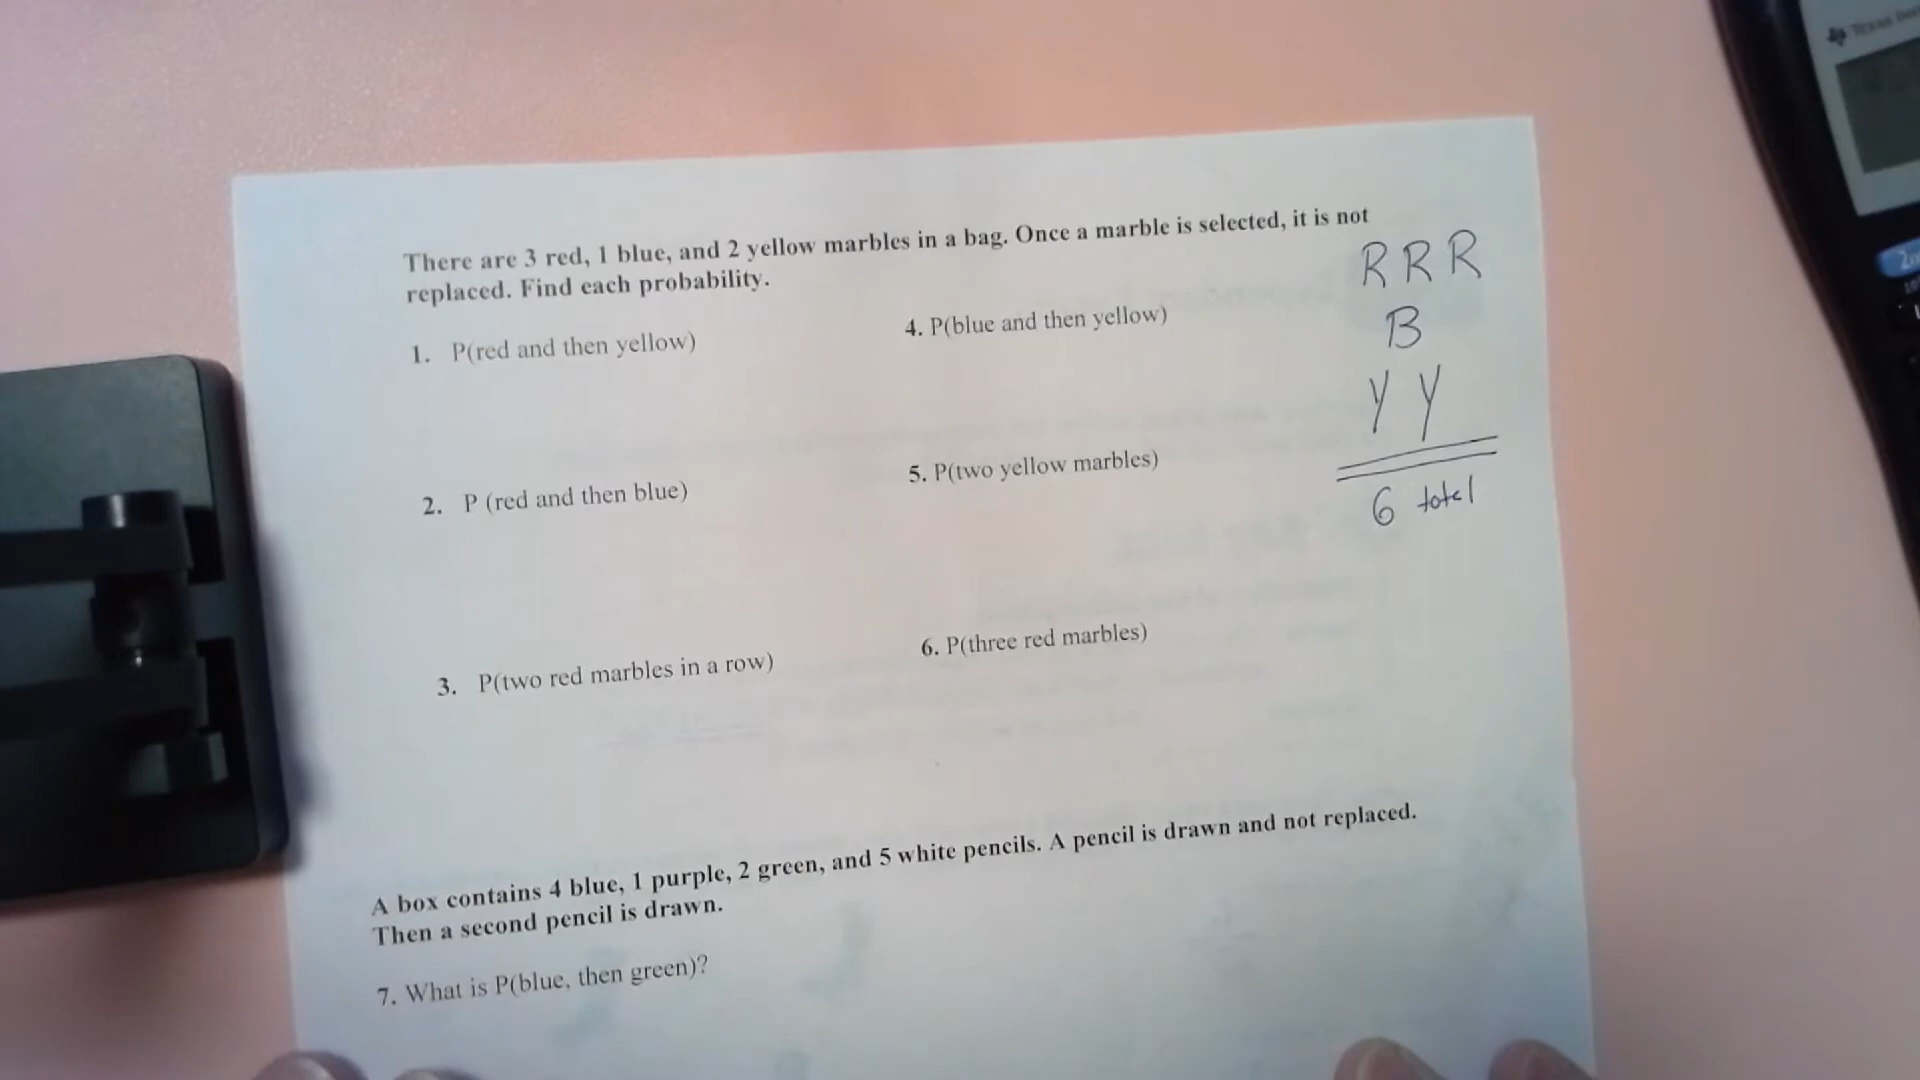 There are 3 red, 1 blue, and 2 yellow marbles in a bag. Once a marble is selected, it is not
replaced. Find each probability.
1. P(red and then yellow)
4. P(blue and then yellow)
2. P (red and then blue)
5. P(two yellow marbles)
3. P(two red marbles in a row)
6. P(three red marbles)
R R R
B
Y Y
6 total
A box contains 4 blue, 1 purple, 2 green, and 5 white pencils. A pencil is drawn and not replaced.
Then a second pencil is drawn.
7. What is P(blue, then green)?
TEXAS